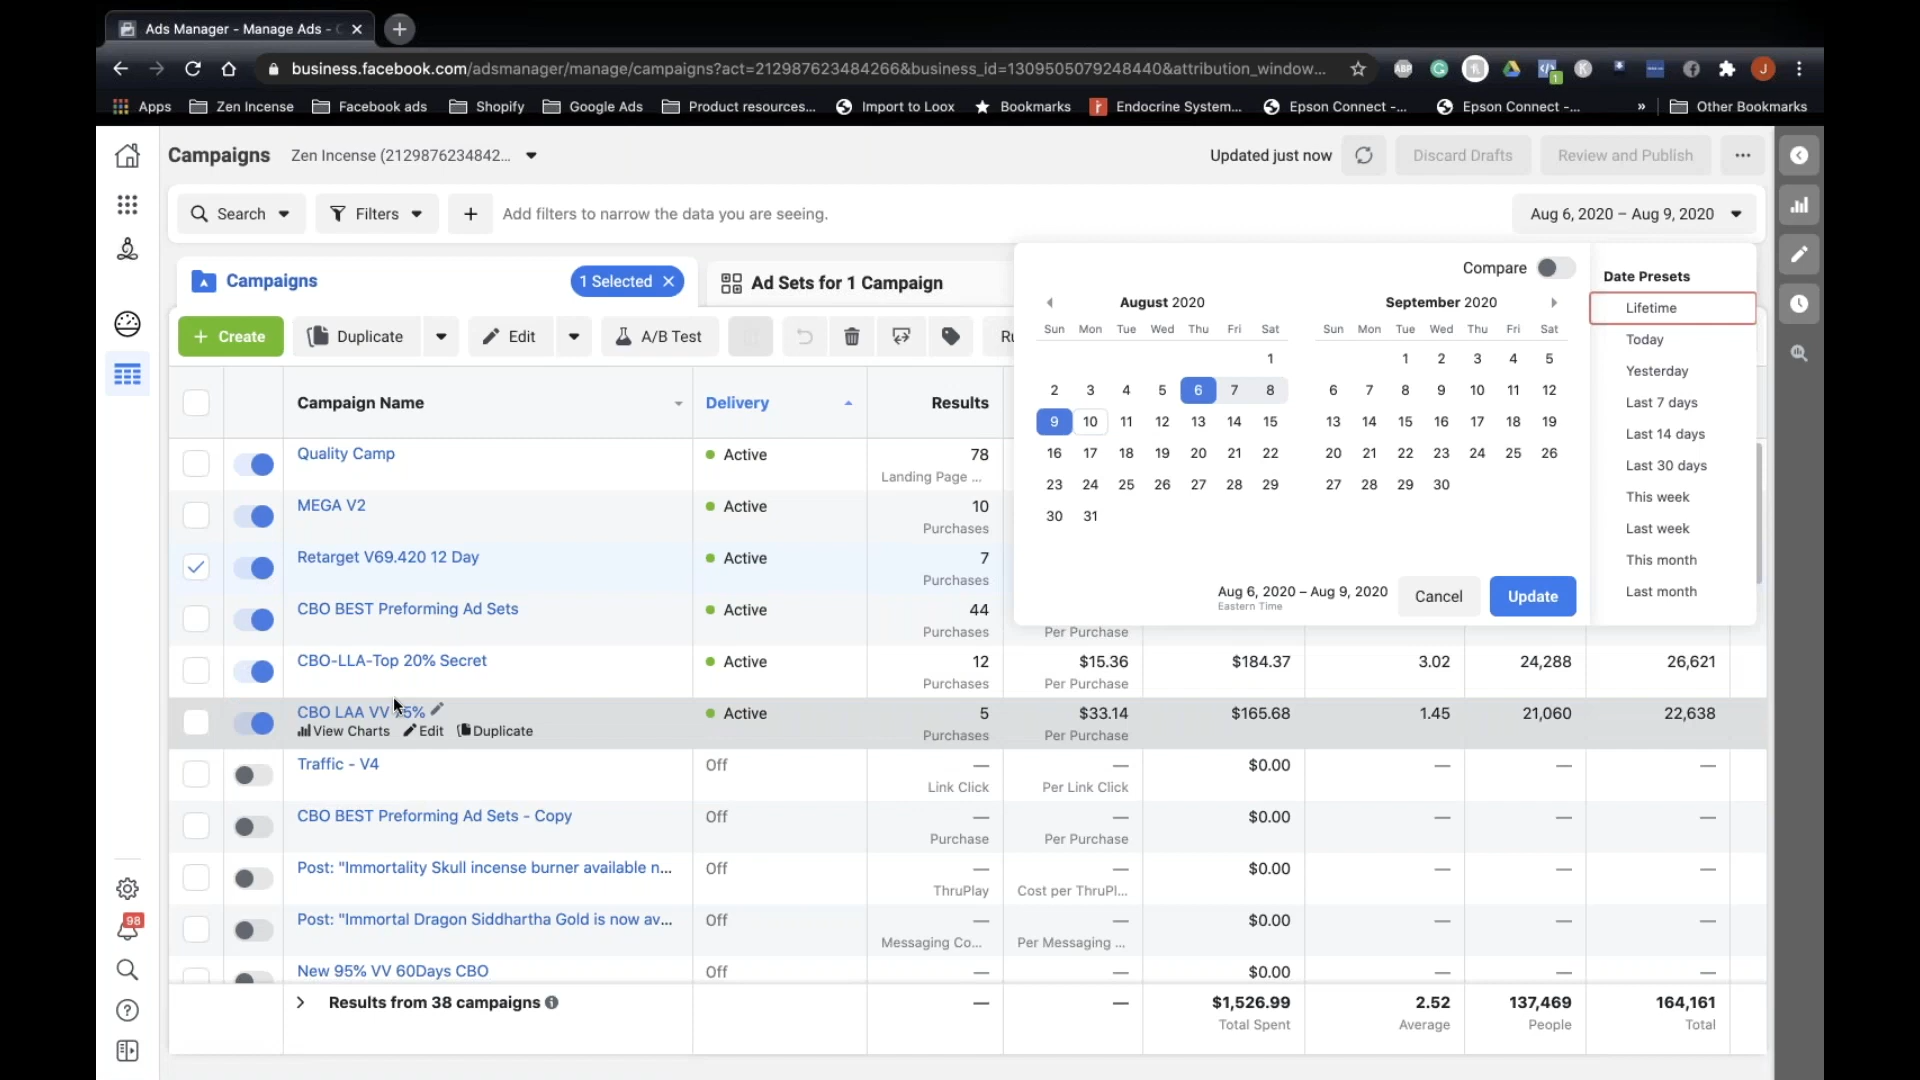 Ads Manager - Manage Ads -
business.facebook.com/adsmanager/manage/campaigns?act=212987623484266&business_id=1309505079248440&attribution_window...
Apps Zen Incense Facebook ads Shopify Google Ads Product resources... Import to Loox Bookmarks Endocrine System... Epson Connect -... Epson Connect -... » Other Bookmarks
Campaigns Zen Incense (2129876234842... Updated just now Discard Drafts Review and Publish ...
Search Filters + Add filters to narrow the data you are seeing. Aug 6, 2020 – Aug 9, 2020
Campaigns 1 Selected Ad Sets for 1 Campaign
+ Create Duplicate Edit A/B Test Ru
Compare
August 2020 September 2020
Sun Mon Tue Wed Thu Fri Sat Sun Mon Tue Wed Thu Fri Sat
1 1 2 3 4 5
2 3 4 5 6 7 8 6 7 8 9 10 11 12
9 10 11 12 13 14 15 13 14 15 16 17 18 19
16 17 18 19 20 21 22 20 21 22 23 24 25 26
23 24 25 26 27 28 29 27 28 29 30
30 31
Aug 6, 2020 – Aug 9, 2020 Cancel Update
Eastern Time
Date Presets
Lifetime
Today
Yesterday
Last 7 days
Last 14 days
Last 30 days
This week
Last week
This month
Last month
Campaign Name Delivery Results
Quality Camp Active 78
Landing Page ...
MEGA V2 Active 10
Purchases
Retarget V69.420 12 Day Active 7
Purchases
CBO BEST Preforming Ad Sets Active 44
Purchases Per Purchase
CBO-LLA-Top 20% Secret Active 12 $15.36 $184.37 3.02 24,288 26,621
Purchases Per Purchase
CBO LAA VV 5% Active 5 $33.14 $165.68 1.45 21,060 22,638
View Charts Edit Duplicate Purchases Per Purchase
Traffic - V4 Off — — $0.00 — — —
Link Click Per Link Click
CBO BEST Preforming Ad Sets - Copy Off — — $0.00 — — —
Purchase Per Purchase
Post: "Immortality Skull incense burner available n... Off — — $0.00 — — —
ThruPlay Cost per ThruPl...
Post: "Immortal Dragon Siddhartha Gold is now av... Off — — $0.00 — — —
Messaging Co... Per Messaging ...
New 95% VV 60Days CBO Off — — $0.00 — — —
Results from 38 campaigns — — $1,526.99 2.52 137,469 164,161
Total Spent Average People Total
98